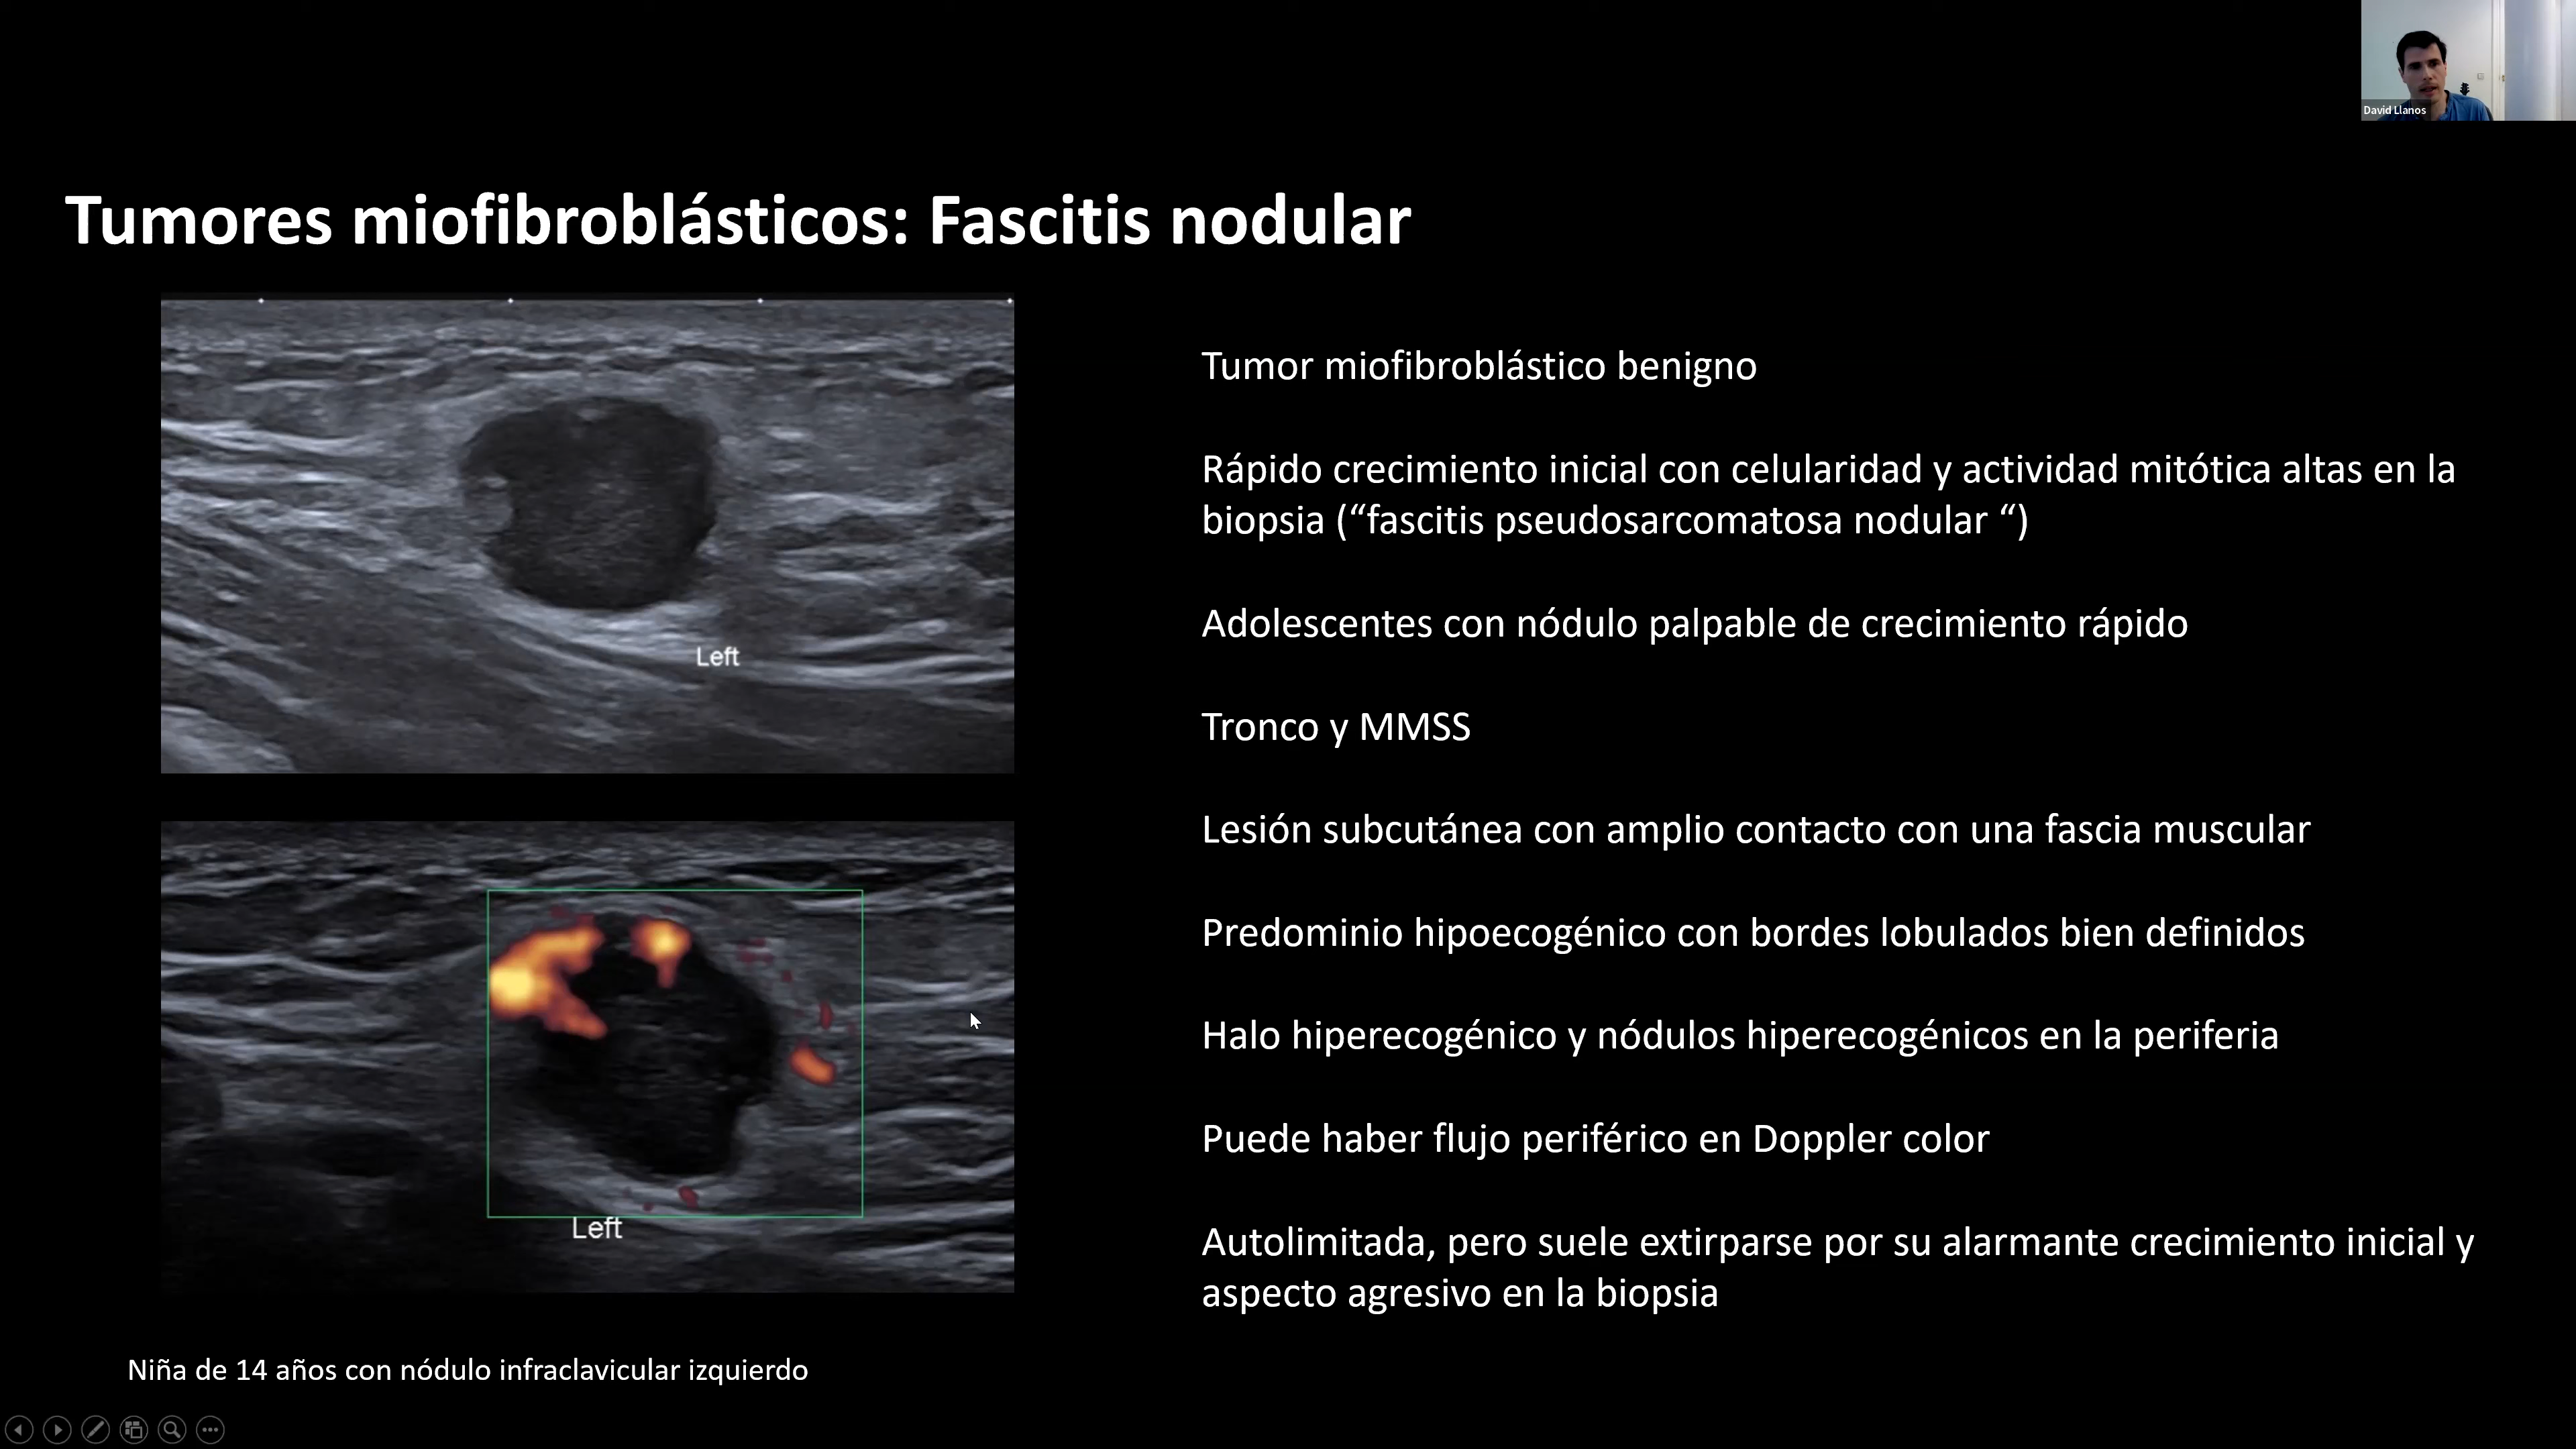 David Llanos
Tumores miofibroblásticos: Fascitis nodular
Left
Left
Niña de 14 años con nódulo infraclavicular izquierdo
Tumor miofibroblástico benigno
Rápido crecimiento inicial con celularidad y actividad mitótica altas en la
biopsia (“fascitis pseudosarcomatosa nodular “)
Adolescentes con nódulo palpable de crecimiento rápido
Tronco y MMSS
Lesión subcutánea con amplio contacto con una fascia muscular
Predominio hipoecogénico con bordes lobulados bien definidos
Halo hiperecogénico y nódulos hiperecogénicos en la periferia
Puede haber flujo periférico en Doppler color
Autolimitada, pero suele extirparse por su alarmante crecimiento inicial y
aspecto agresivo en la biopsia